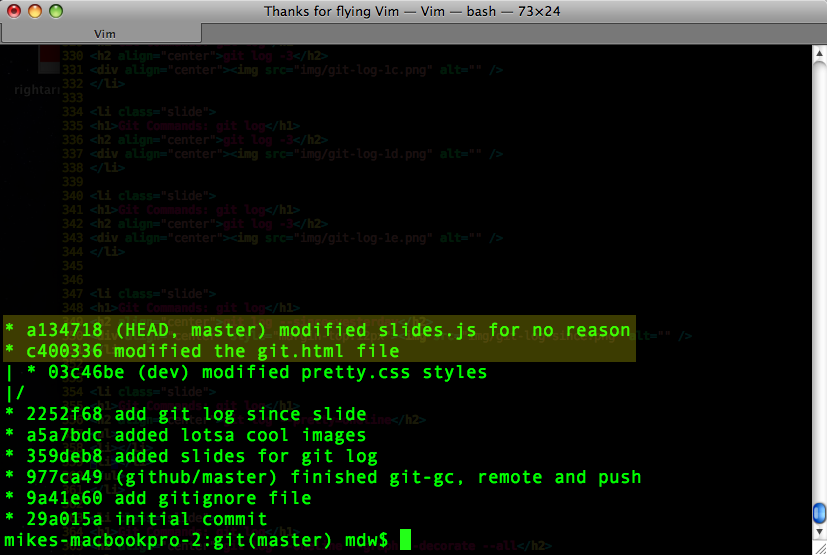 Thanks for flying Vim — Vim — bash — 73×24
Vim
330 <h2 align="center">git log -3</h2>
331 <div align="center"><img src="img/git-log-1c.png" alt="" />
332 </li>
333
334 <li class="slide">
335 <h1>Git Commands: git log</h1>
336 <h2 align="center">git log -3</h2>
337 <div align="center"><img src="img/git-log-1d.png" alt="" />
338 </li>
339
340 <li class="slide">
341 <h1>Git Commands: git log</h1>
342 <h2 align="center">git log -3</h2>
343 <div align="center"><img src="img/git-log-1e.png" alt="" />
344 </li>
345
346
347 <li class="slide">
348 <h1>Git Commands: git log</h1>
* a134718 (HEAD, master) modified slides.js for no reason
* c400336 modified the git.html file
| * 03c46be (dev) modified pretty.css styles
|/
* 2252f68 add git log since slide
* a5a7bdc added lotsa cool images
* 359deb8 added slides for git log
* 977ca49 (github/master) finished git-gc, remote and push
* 9a41e60 add gitignore file
* 29a015a initial commit
mikes-macbookpro-2:git(master) mdw$